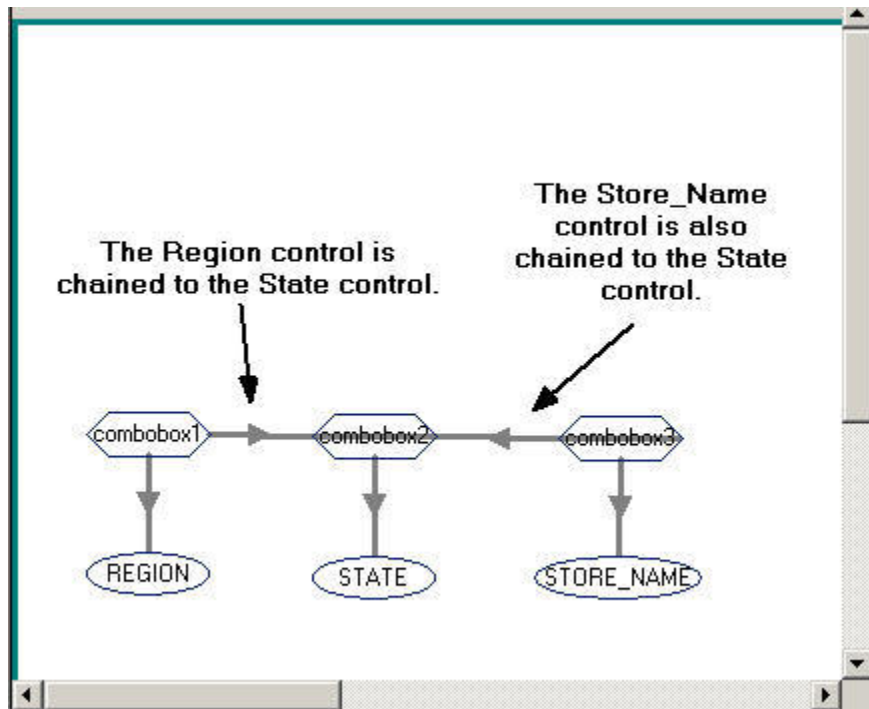 The Store_Name
control is also
chained to the State
control.
The Region control is
chained to the State control.
combobox1
combobox2
combobox3
REGION
STATE
STORE_NAME